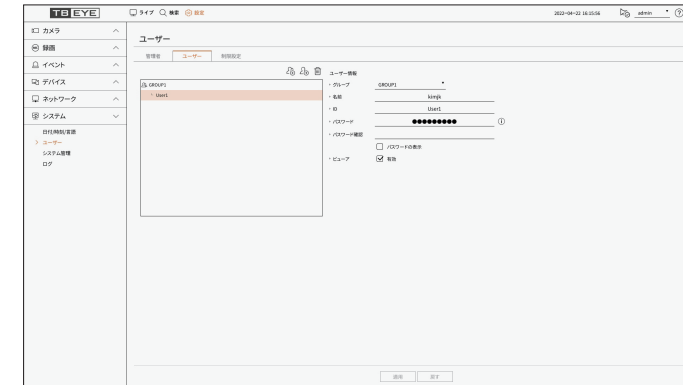 TB EYE
ライブ 検索 設定
2022-04-22 16:15:56 admin
カメラ
録画
イベント
デバイス
ネットワーク
システム
日付/時刻/言語
ユーザー
システム管理
ログ
ユーザー
管理者 ユーザー 制限設定
GROUP1
User1
ユーザー情報
グループ GROUP1
名前 kimjk
ID User1
パスワード ●●●●●●●●●
パスワード確認
パスワードの表示
ビューア 有効
適用 戻す